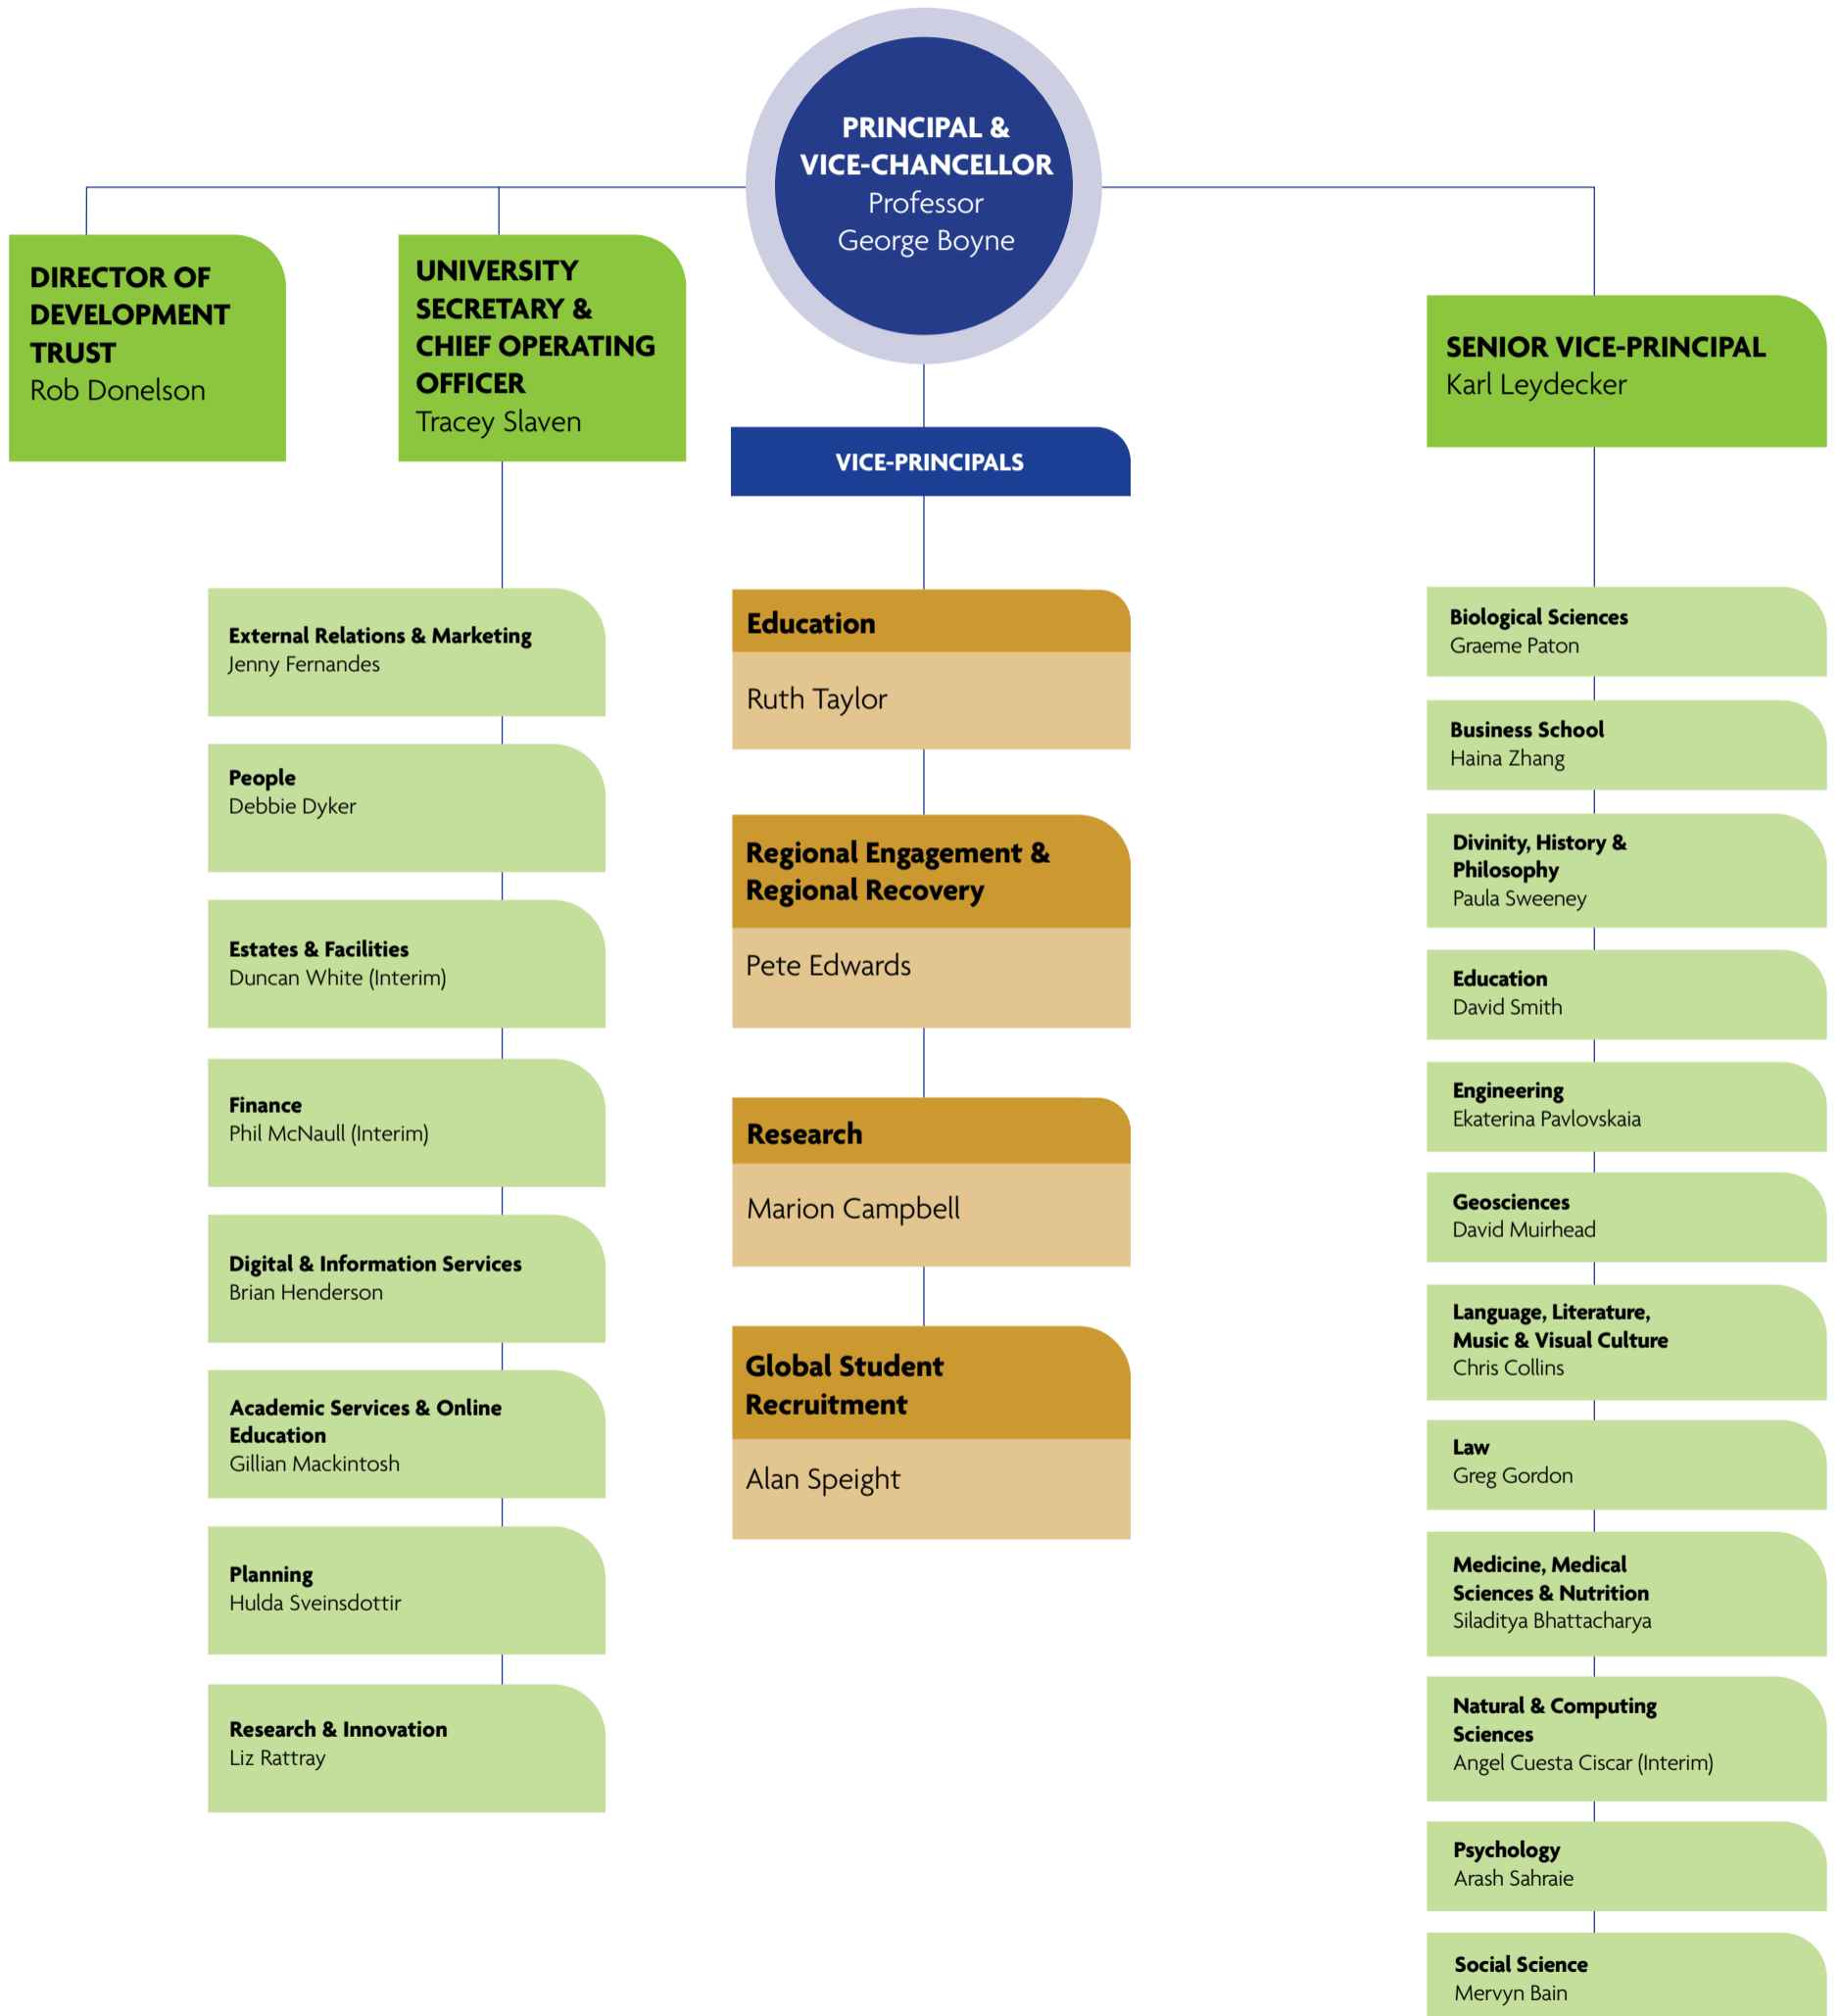 PRINCIPAL &
VICE-CHANCELLOR
Professor
George Boyne
DIRECTOR OF
DEVELOPMENT
TRUST
Rob Donelson
UNIVERSITY
SECRETARY &
CHIEF OPERATING
OFFICER
Tracey Slaven
SENIOR VICE-PRINCIPAL
Karl Leydecker
VICE-PRINCIPALS
External Relations & Marketing
Jenny Fernandes
People
Debbie Dyker
Estates & Facilities
Duncan White (Interim)
Finance
Phil McNaull (Interim)
Digital & Information Services
Brian Henderson
Academic Services & Online
Education
Gillian Mackintosh
Planning
Hulda Sveinsdottir
Research & Innovation
Liz Rattray
Education
Ruth Taylor
Regional Engagement &
Regional Recovery
Pete Edwards
Research
Marion Campbell
Global Student
Recruitment
Alan Speight
Biological Sciences
Graeme Paton
Business School
Haina Zhang
Divinity, History &
Philosophy
Paula Sweeney
Education
David Smith
Engineering
Ekaterina Pavlovskaia
Geosciences
David Muirhead
Language, Literature,
Music & Visual Culture
Chris Collins
Law
Greg Gordon
Medicine, Medical
Sciences & Nutrition
Siladitya Bhattacharya
Natural & Computing
Sciences
Angel Cuesta Ciscar (Interim)
Psychology
Arash Sahraie
Social Science
Mervyn Bain